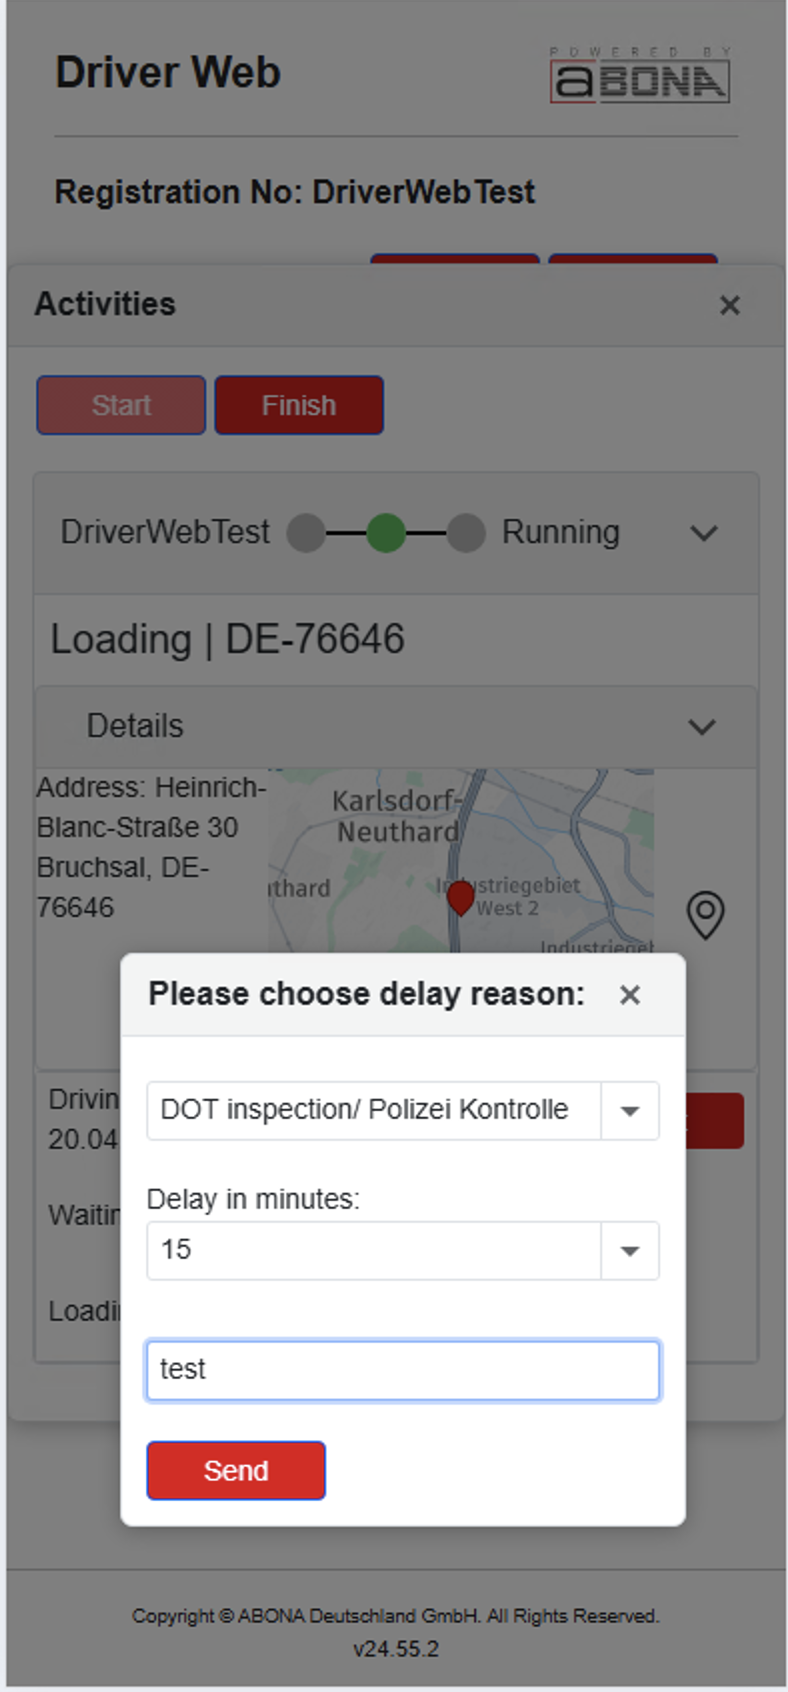 Driver Web
POWERED BY
aBONA
Registration No: DriverWebTest
Activities
Start
Finish
DriverWebTest
Running
Loading | DE-76646
Details
Address: Heinrich-
Blanc-Straße 30
Bruchsal, DE-
76646
Karlsdorf-
Neuthard
thard
Industriegebiet
West 2
Industriegeb
Please choose delay reason:
DOT inspection/ Polizei Kontrolle
Delay in minutes:
15
test
Send
Drivin
20.04
Waitin
Loadi
Copyright © ABONA Deutschland GmbH. All Rights Reserved.
v24.55.2